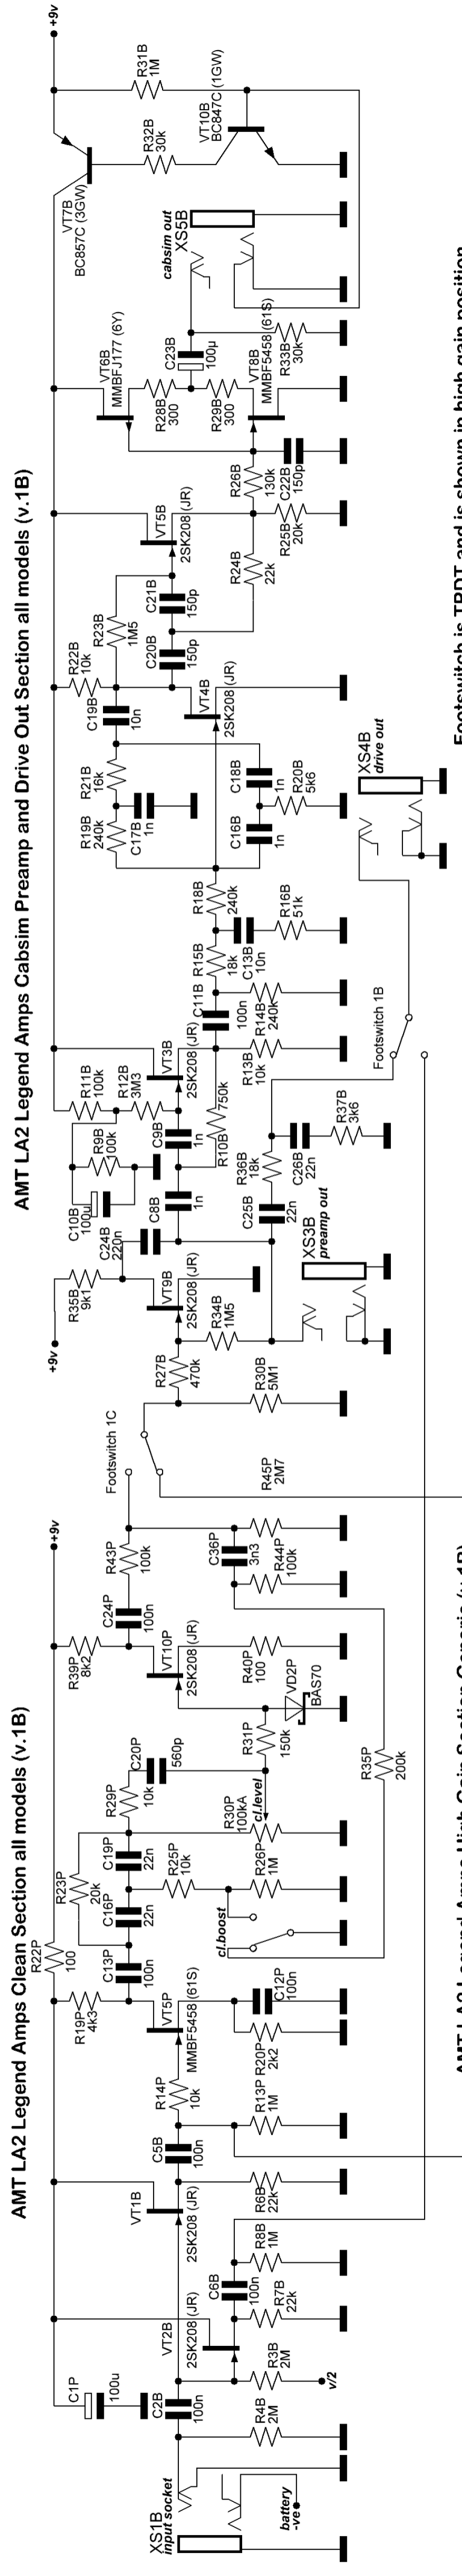 AMT LA2 Legend Amps Clean Section all models (v.1B)
C1P
100u
XS1B
input socket
battery
-ve
C2B
100n
R4B
2M
R3B
2M
v/2
VT2B
2SK208 (JR)
R7B
22k
C6B
100n
R8B
1M
VT1B
2SK208 (JR)
R6B
22k
C5B
100n
R13P
1M
R14P
10k
R19P
4k3
R22P
100
VT5P
MMBF5458 (61S)
R20P
2k2
C12P
100n
C13P
100n
R23P
20k
C16P
22n
C19P
22n
R25P
10k
cl.boost
R26P
1M
R29P
10k
C20P
560p
R30P
100kA
cl.level
R31P
150k
VD2P
BAS70
R35P
200k
R39P
8k2
+9v
VT10P
2SK208 (JR)
R40P
100
C24P
100n
R43P
100k
C36P
3n3
R44P
100k
R45P
2M7
Footswitch 1C
AMT LA2 Legend Amps Cabsim Preamp and Drive Out Section all models (v.1B)
+9v
R35B
9k1
R27B
470k
R30B
5M1
VT9B
2SK208 (JR)
R34B
1M5
XS3B
preamp out
C24B
220n
C8B
1n
C9B
1n
C10B
100u
R9B
100k
R11B
100k
R12B
3M3
VT3B
2SK208 (JR)
R10B
750k
R13B
10k
C25B
22n
R36B
18k
C26B
22n
R37B
3k6
Footswitch 1B
XS4B
drive out
C11B
100n
R14B
240k
R15B
18k
C13B
10n
R16B
51k
R18B
240k
R19B
240k
R21B
16k
C17B
1n
C16B
1n
C18B
1n
R20B
5k6
C19B
10n
R22B
10k
R23B
1M5
VT4B
2SK208 (JR)
C20B
150p
C21B
150p
VT5B
2SK208 (JR)
R24B
22k
R25B
20k
R26B
130k
C22B
150p
VT6B
MMBFJ177 (6Y)
R28B
300
R29B
300
VT8B
MMBF5458 (61S)
C23B
100µ
R33B
30k
cabsim out
XS5B
VT7B
BC857C (3GW)
R32B
30k
VT10B
BC847C (1GW)
R31B
1M
+9v
AMT LA2 Legend Amps High Gain Section Generic (v.1B)
Footswitch is TPDT and is shown in high gain position